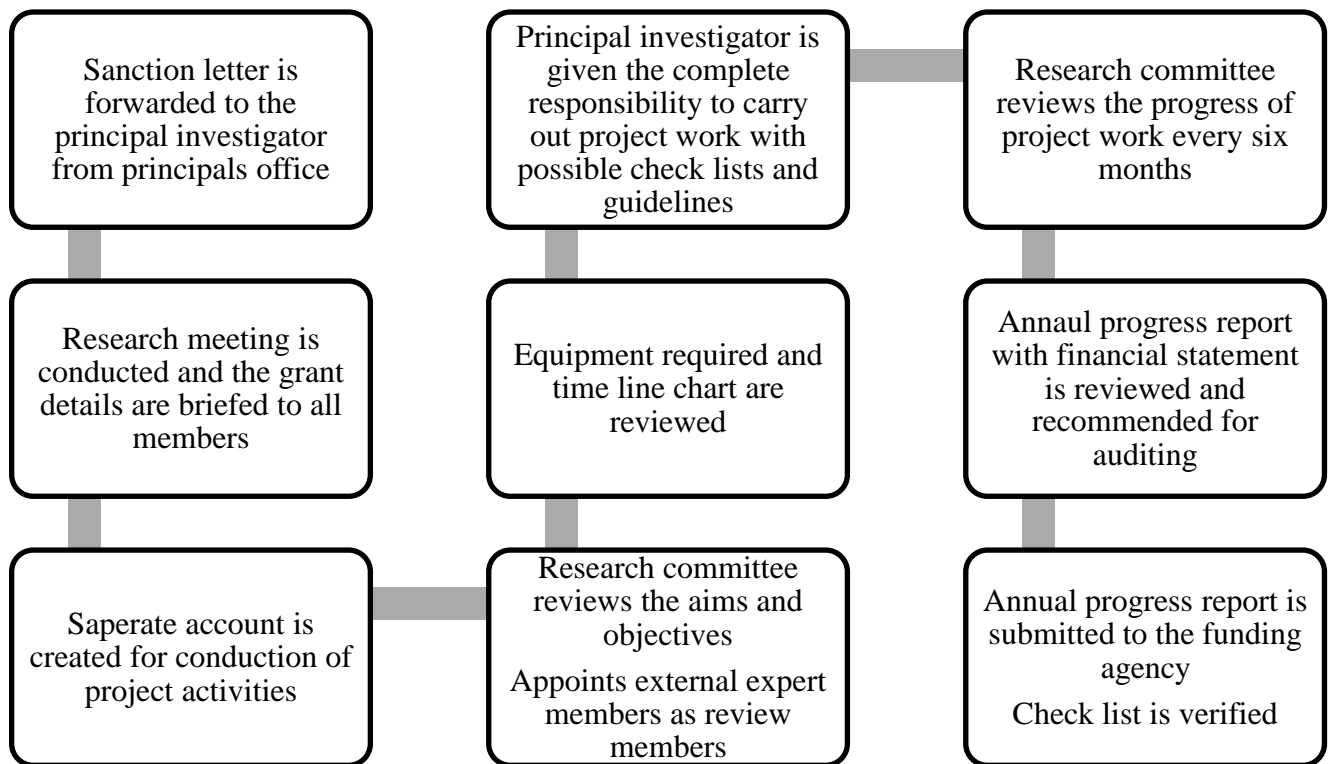 Sanction letter is
forwarded to the
principal investigator
from principals office
Research meeting is
conducted and the grant
details are briefed to all
members
Saperate account is
created for conduction of
project activities
Research committee
reviews the aims and
objectives
Appoints external expert
members as review
members
Equipment required and
time line chart are
reviewed
Principal investigator is
given the complete
responsibility to carry
out project work with
possible check lists and
guidelines
Research committee
reviews the progress of
project work every six
months
Annaul progress report
with financial statement
is reviewed and
recommended for
auditing
Annual progress report is
submitted to the funding
agency
Check list is verified